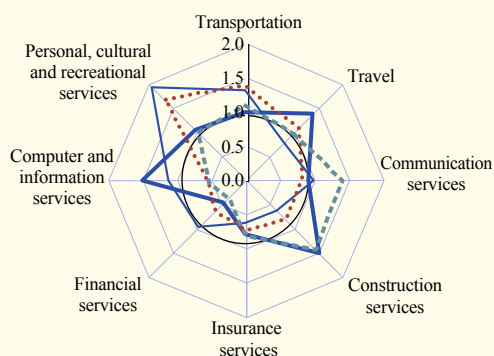 Transportation
2.0
1.5
1.0
0.5
0.0
Travel
Communication
services
Construction
services
Insurance
services
Financial
services
Computer and
information
services
Personal, cultural
and recreational
services